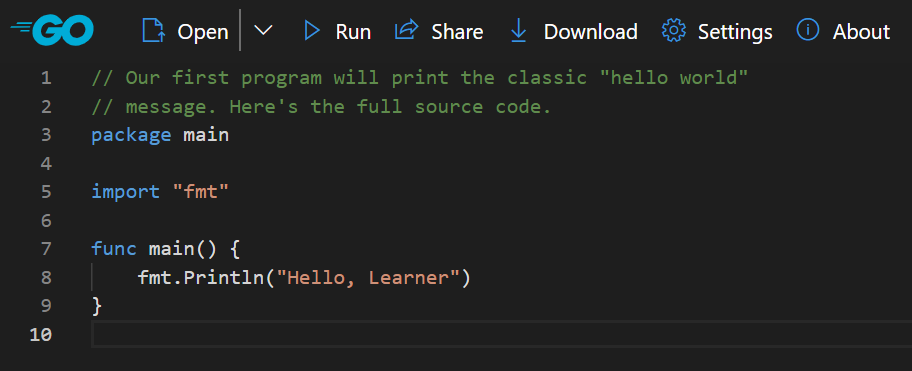 GO Open Run Share Download Settings About
1 // Our first program will print the classic "hello world"
2 // message. Here's the full source code.
3 package main
4
5 import "fmt"
6
7 func main() {
8     fmt.Println("Hello, Learner")
9 }
10